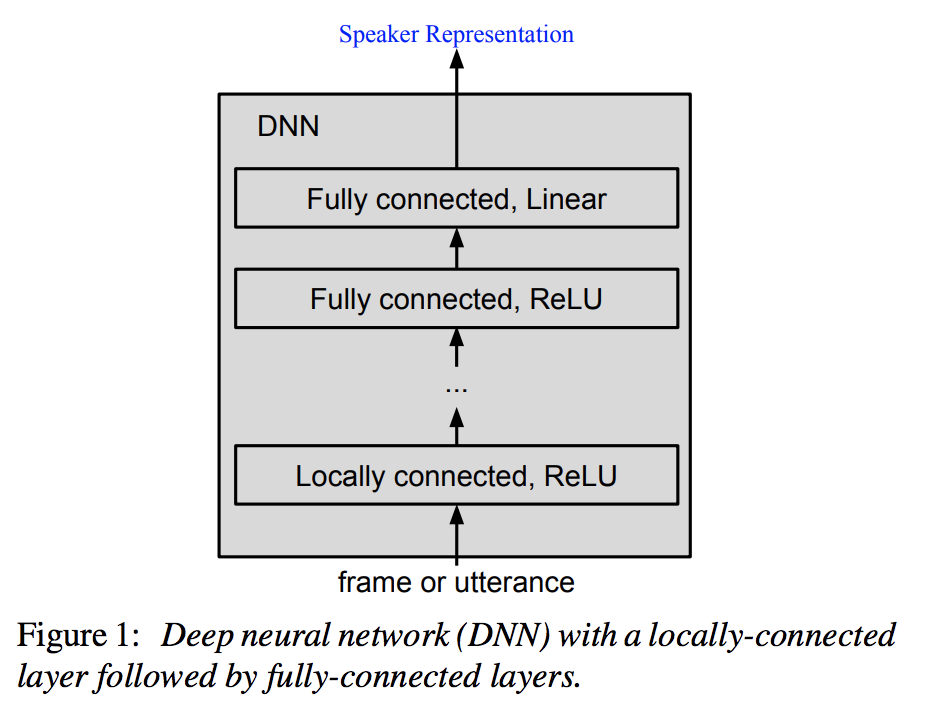 Speaker Representation
DNN
Fully connected, Linear
Fully connected, ReLU
...
Locally connected, ReLU
frame or utterance
Figure 1: Deep neural network (DNN) with a locally-connected
layer followed by fully-connected layers.